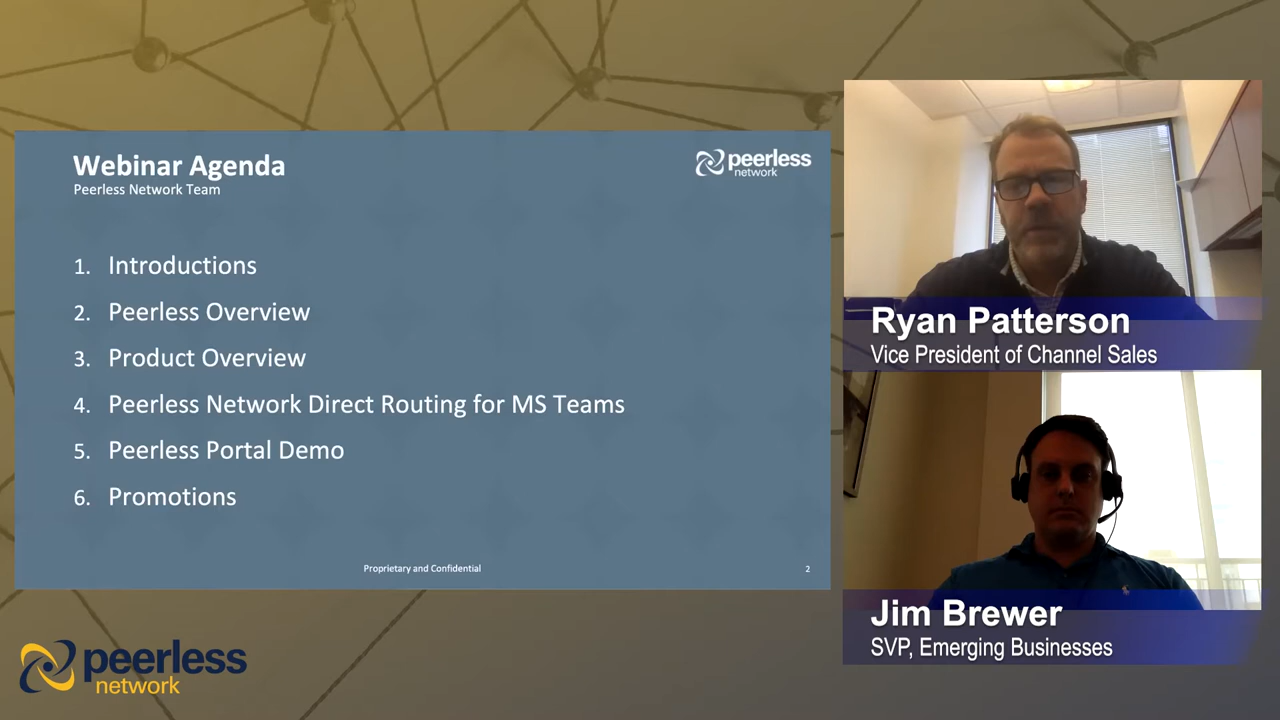 Webinar Agenda
Peerless Network Team
peerless
network
1. Introductions
2. Peerless Overview
3. Product Overview
4. Peerless Network Direct Routing for MS Teams
5. Peerless Portal Demo
6. Promotions
Proprietary and Confidential
2
Ryan Patterson
Vice President of Channel Sales
Jim Brewer
SVP, Emerging Businesses
peerless
network